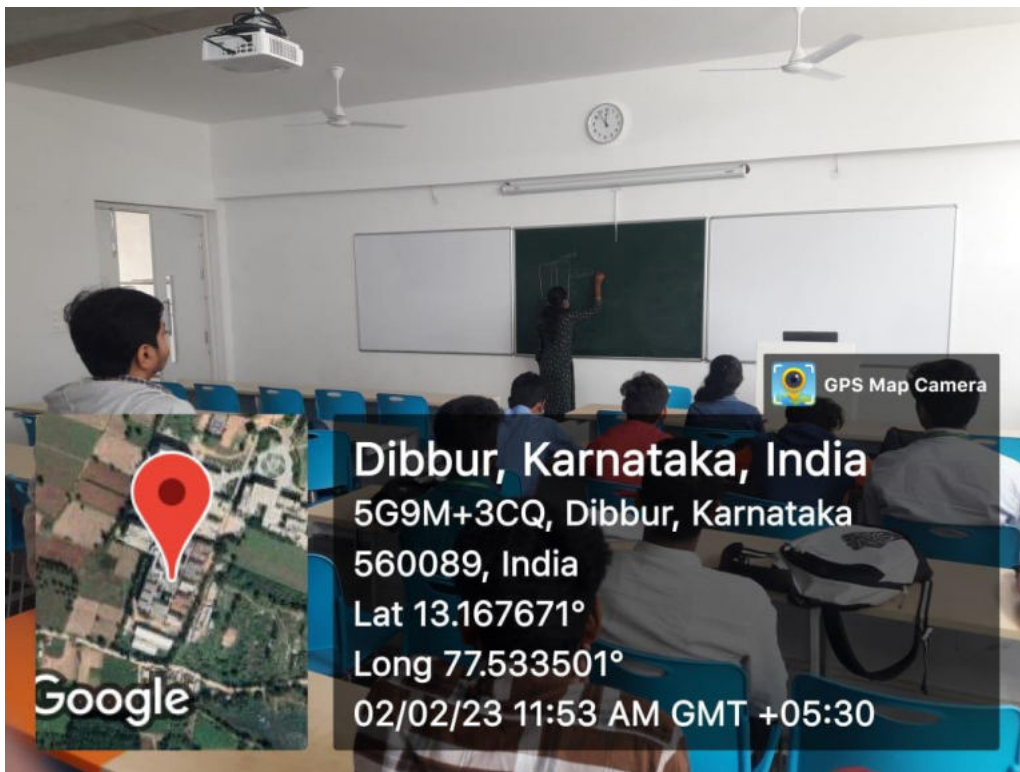 GPS Map Camera
Dibbur, Karnataka, India
5G9M+3CQ, Dibbur, Karnataka
560089, India
Lat 13.167671°
Long 77.533501°
02/02/23 11:53 AM GMT +05:30
Google